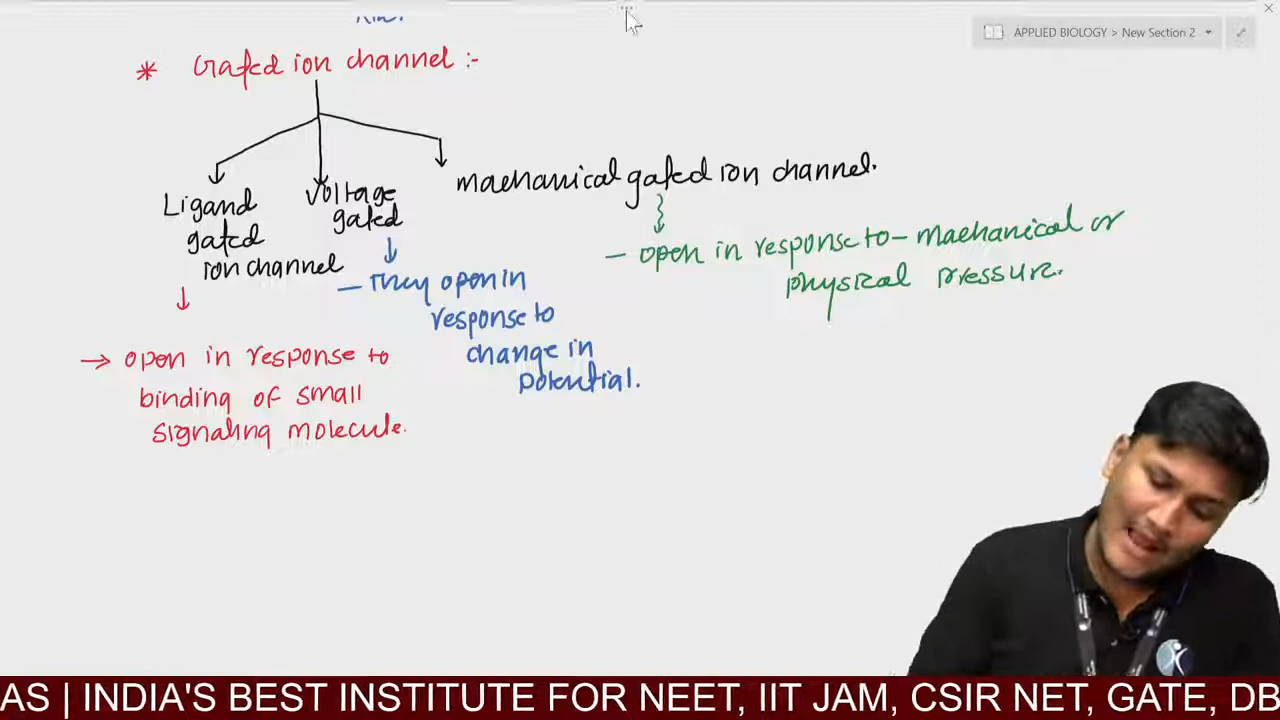 APPLIED BIOLOGY > New Section 2
* Gated ion channel :-
Ligand
gated
ion channel
Voltage
gated
maehanical gated ion channel.
- open in response to - maehanical or
physical pressure.
- They open in
response to
change in
potential.
→ open in response to
binding of small
signaling molecule.
AS | INDIA'S BEST INSTITUTE FOR NEET, IIT JAM, CSIR NET, GATE, DB